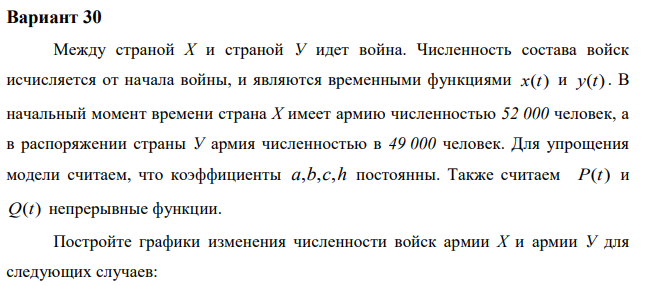 Вариант 30
Между страной X и страной У идет война. Численность состава войск
исчисляется от начала войны, и являются временными функциями x(t) и y(t). В
начальный момент времени страна X имеет армию численностью 52 000 человек, а
в распоряжении страны У армия численностью в 49 000 человек. Для упрощения
модели считаем, что коэффициенты a,b,c,h постоянны. Также считаем P(t) и
Q(t) непрерывные функции.
Постройте графики изменения численности войск армии X и армии У для
следующих случаев: